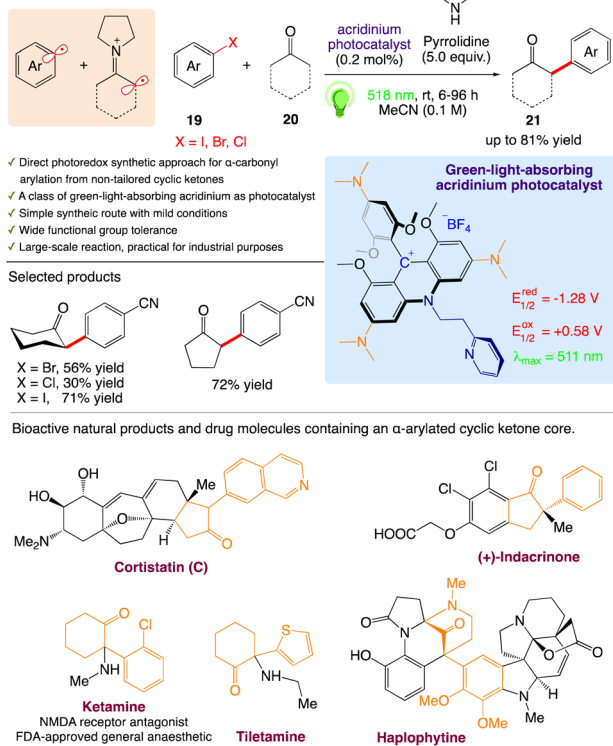 N
H
acridinium
photocatalyst
(0.2 mol%)
Pyrrolidine
(5.0 equiv.)
518 nm, rt, 6-96 h
MeCN (0.1 M)
Ar
+
N
+
Ar
X
+
O
O
Ar
19
20
21
X = I, Br, Cl
up to 81% yield
✓ Direct photoredox synthetic approach for α-carbonyl
arylation from non-tailored cyclic ketones
✓ A class of green-light-absorbing acridinium as photocatalyst
✓ Simple syntheic route with mild conditions
✓ Wide functional group tolerance
✓ Large-scale reaction, practical for industrial purposes
Green-light-absorbing
acridinium photocatalyst
N
O
O
O
O
–BF4
C+
N
N
N
N
E1/2 red = -1.28 V
E1/2 ox = +0.58 V
λmax = 511 nm
Selected products
O
CN
X = Br, 56% yield
X = Cl, 30% yield
X = I, 71% yield
O
CN
72% yield
Bioactive natural products and drug molecules containing an α-arylated cyclic ketone core.
OH
HO
Me2N
O
H
Me
N
O
Cortistatin (C)
Cl
Cl
O
HOOC
O
Me
(+)-Indacrinone
O
Cl
NH
Me
Ketamine
NMDA receptor antagonist
FDA-approved general anaesthetic
S
O
NH
Me
Tiletamine
Me
N
O
N
O
HO
MeO
OMe
N
O
O
N
H
Me
Haplophytine